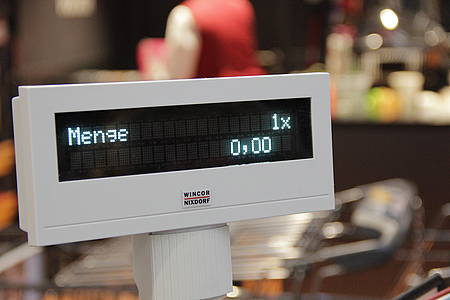 Menge 1x
0,00
WINCOR
NIXDORF